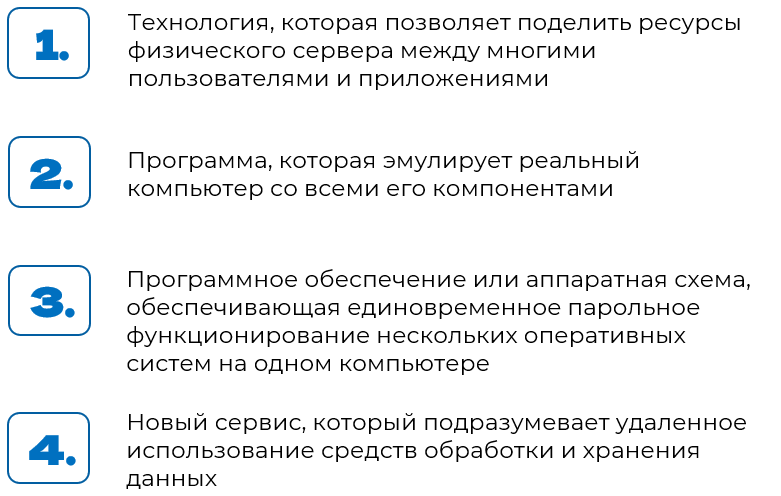 1.
Технология, которая позволяет поделить ресурсы
физического сервера между многими
пользователями и приложениями
2.
Программа, которая эмулирует реальный
компьютер со всеми его компонентами
3.
Программное обеспечение или аппаратная схема,
обеспечивающая единовременное парольное
функционирование нескольких оперативных
систем на одном компьютере
4.
Новый сервис, который подразумевает удаленное
использование средств обработки и хранения
данных